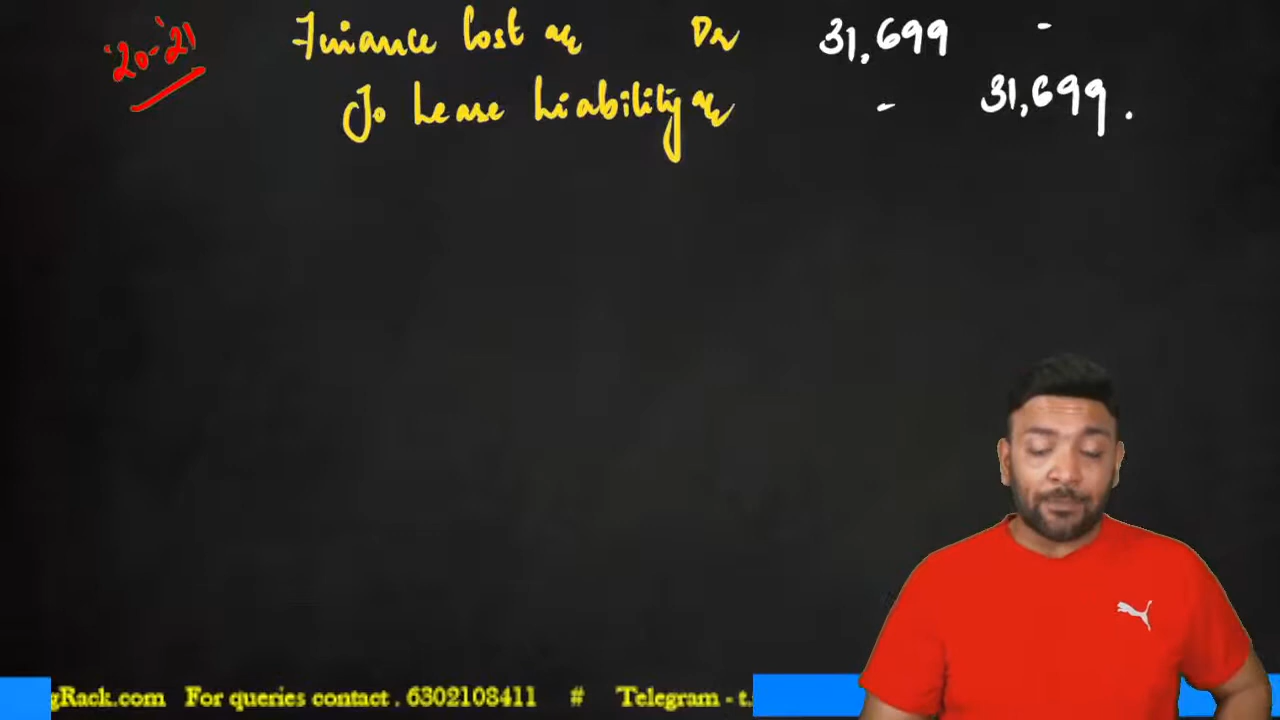 '20-'21 Finance Cost a/c Dr 31,699 -
To Lease Liability a/c - 31,699.
gRack.com For queries contact . 6302108411 # Telegram - t.